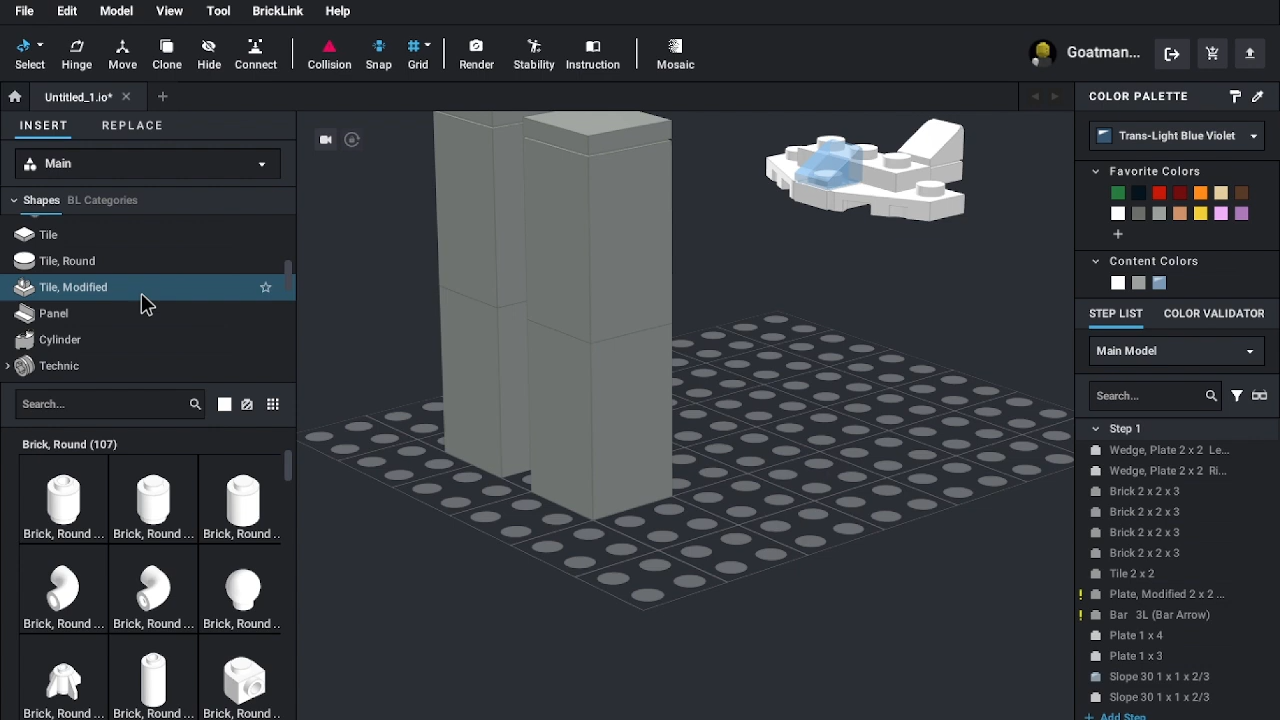 File Edit Model View Tool BrickLink Help
Select Hinge Move Clone Hide Connect Collision Snap Grid Render Stability Instruction Mosaic Goatman...
Untitled_1.io*
INSERT REPLACE
Main
Shapes BL Categories
Tile
Tile, Round
Tile, Modified
Panel
Cylinder
Technic
Search...
Brick, Round (107)
Brick, Round ... Brick, Round ... Brick, Round ..
Brick, Round ... Brick, Round ... Brick, Round ..
Brick, Round ... Brick, Round ... Brick, Round ..
COLOR PALETTE
Trans-Light Blue Violet
Favorite Colors
Content Colors
STEP LIST COLOR VALIDATOR
Main Model
Search...
Step 1
Wedge, Plate 2 x 2 Le...
Wedge, Plate 2 x 2 Ri...
Brick 2 x 2 x 3
Brick 2 x 2 x 3
Brick 2 x 2 x 3
Brick 2 x 2 x 3
Tile 2 x 2
! Plate, Modified 2 x 2 ...
! Bar 3L (Bar Arrow)
Plate 1 x 4
Plate 1 x 3
Slope 30 1 x 1 x 2/3
Slope 30 1 x 1 x 2/3
+ Add Step